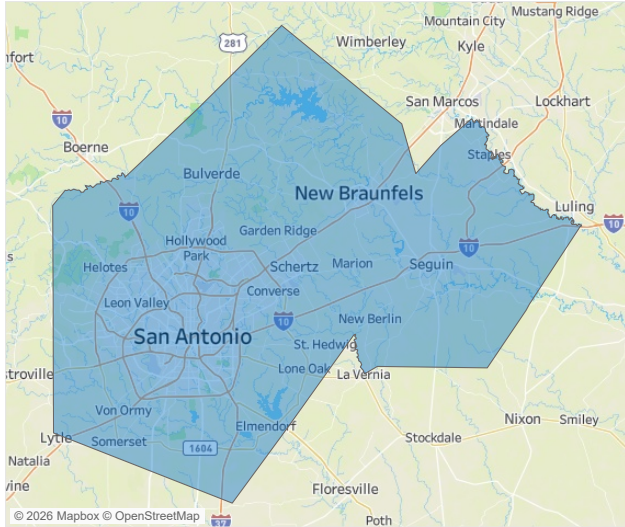 Mustang Ridge
Mountain City
281
Wimberley
Kyle
mfort
San Marcos
Lockhart
10
Martindale
Boerne
Staples
Bulverde
New Braunfels
Luling
10
10
Garden Ridge
Hollywood
Park
10
Helotes
Schertz
Marion
Seguin
Converse
Leon Valley
10
New Berlin
San Antonio
St. Hedwig
Lone Oak
La Vernia
stroville
Von Ormy
Elmendorf
Nixon
Smiley
Lytle
Somerset
1604
Stockdale
Natalia
vine
Floresville
© 2026 Mapbox © OpenStreetMap
37
Poth